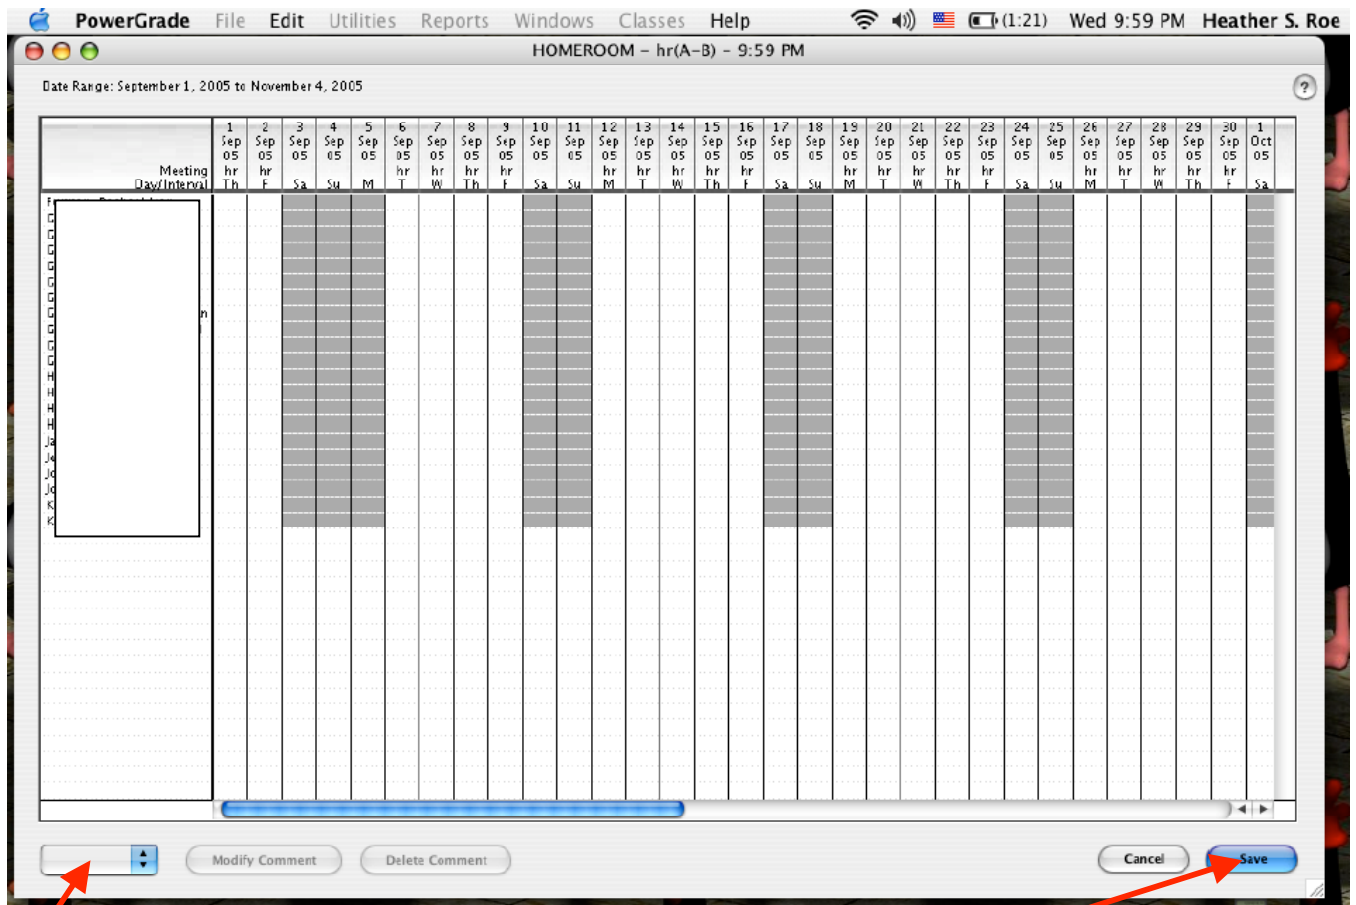 PowerGrade File Edit Utilities Reports Windows Classes Help (1:21) Wed 9:59 PM Heather S. Roe
HOMEROOM – hr(A–B) – 9:59 PM
Date Range: September 1, 2005 to November 4, 2005
?
1 2 3 4 5 6 7 8 9 10 11 12 13 14 15 16 17 18 19 20 21 22 23 24 25 26 27 28 29 30 1
Sep Sep Sep Sep Sep Sep Sep Sep Sep Sep Sep Sep Sep Sep Sep Sep Sep Sep Sep Sep Sep Sep Sep Sep Sep Sep Sep Sep Sep Sep Oct
05 05 05 05 05 05 05 05 05 05 05 05 05 05 05 05 05 05 05 05 05 05 05 05 05 05 05 05 05 05 05
Meeting hr hr hr hr hr hr hr hr hr hr hr hr hr hr hr hr hr hr hr hr hr
Day/Interval Th F Sa Su M T W Th F Sa Su M T W Th F Sa Su M T W Th F Sa Su M T W Th F Sa
G
G
G
G
G
G
G n
G
G
G
H
H
H
H
Ja
Je
Jo
Jo
K
K
Modify Comment Delete Comment Cancel Save